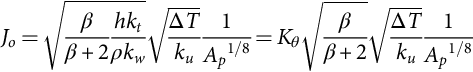 J_o = \sqrt{\frac{\beta}{\beta + 2} \frac{h k_t}{\rho k_w}} \sqrt{\frac{\Delta T}{k_u}} \frac{1}{A_p^{1/8}} = K_\theta \sqrt{\frac{\beta}{\beta + 2}} \sqrt{\frac{\Delta T}{k_u}} \frac{1}{A_p^{1/8}}